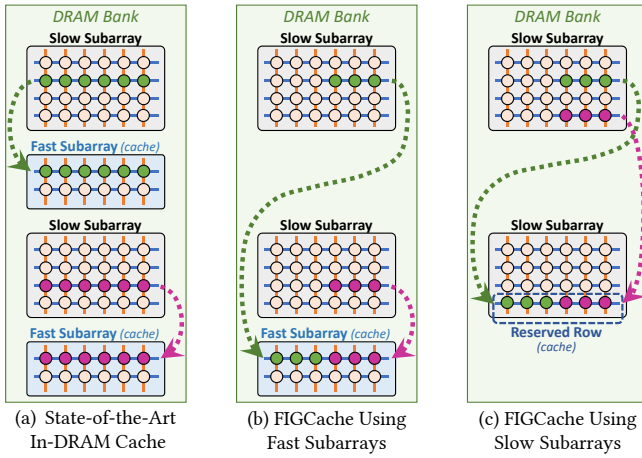 DRAM Bank
Slow Subarray
Fast Subarray (cache)
Slow Subarray
Fast Subarray (cache)
(a) State-of-the-Art
In-DRAM Cache
DRAM Bank
Slow Subarray
Slow Subarray
Fast Subarray (cache)
(b) FIGCache Using
Fast Subarrays
DRAM Bank
Slow Subarray
Slow Subarray
Reserved Row
(cache)
(c) FIGCache Using
Slow Subarrays